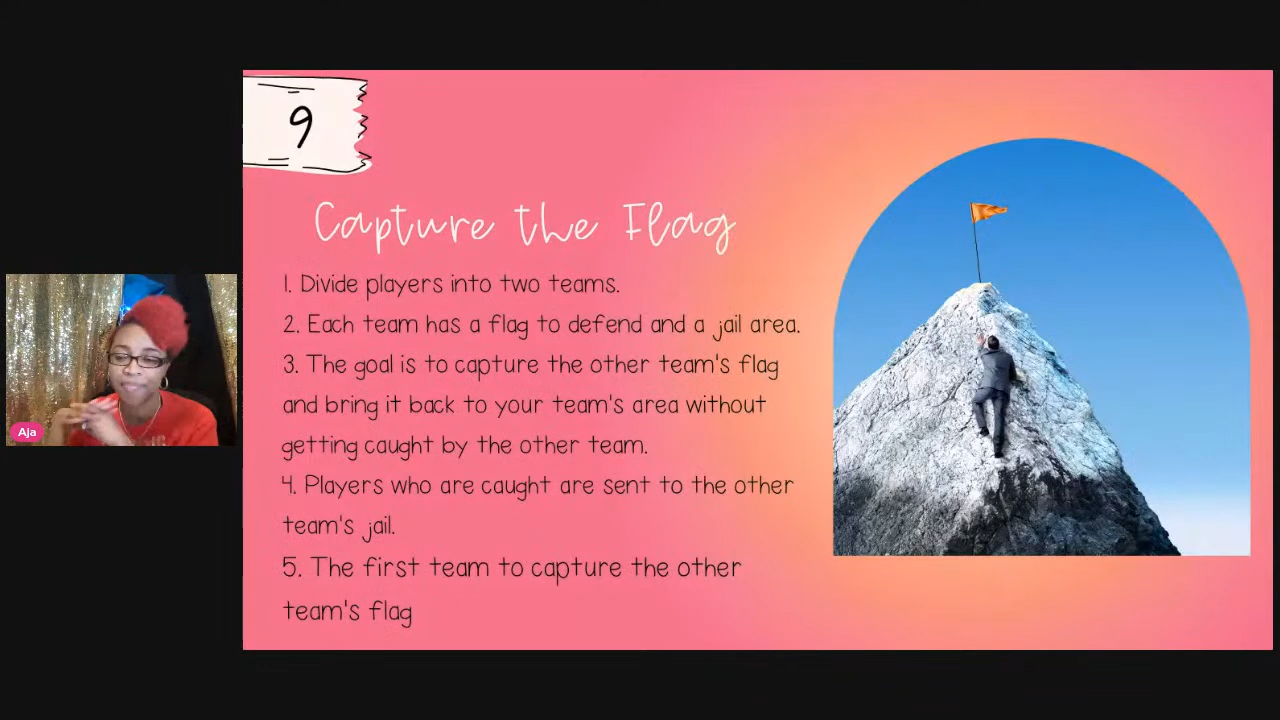 9
Capture the Flag
1. Divide players into two teams.
2. Each team has a flag to defend and a jail area.
3. The goal is to capture the other team's flag
and bring it back to your team's area without
getting caught by the other team.
4. Players who are caught are sent to the other
team's jail.
5. The first team to capture the other
team's flag
Aja